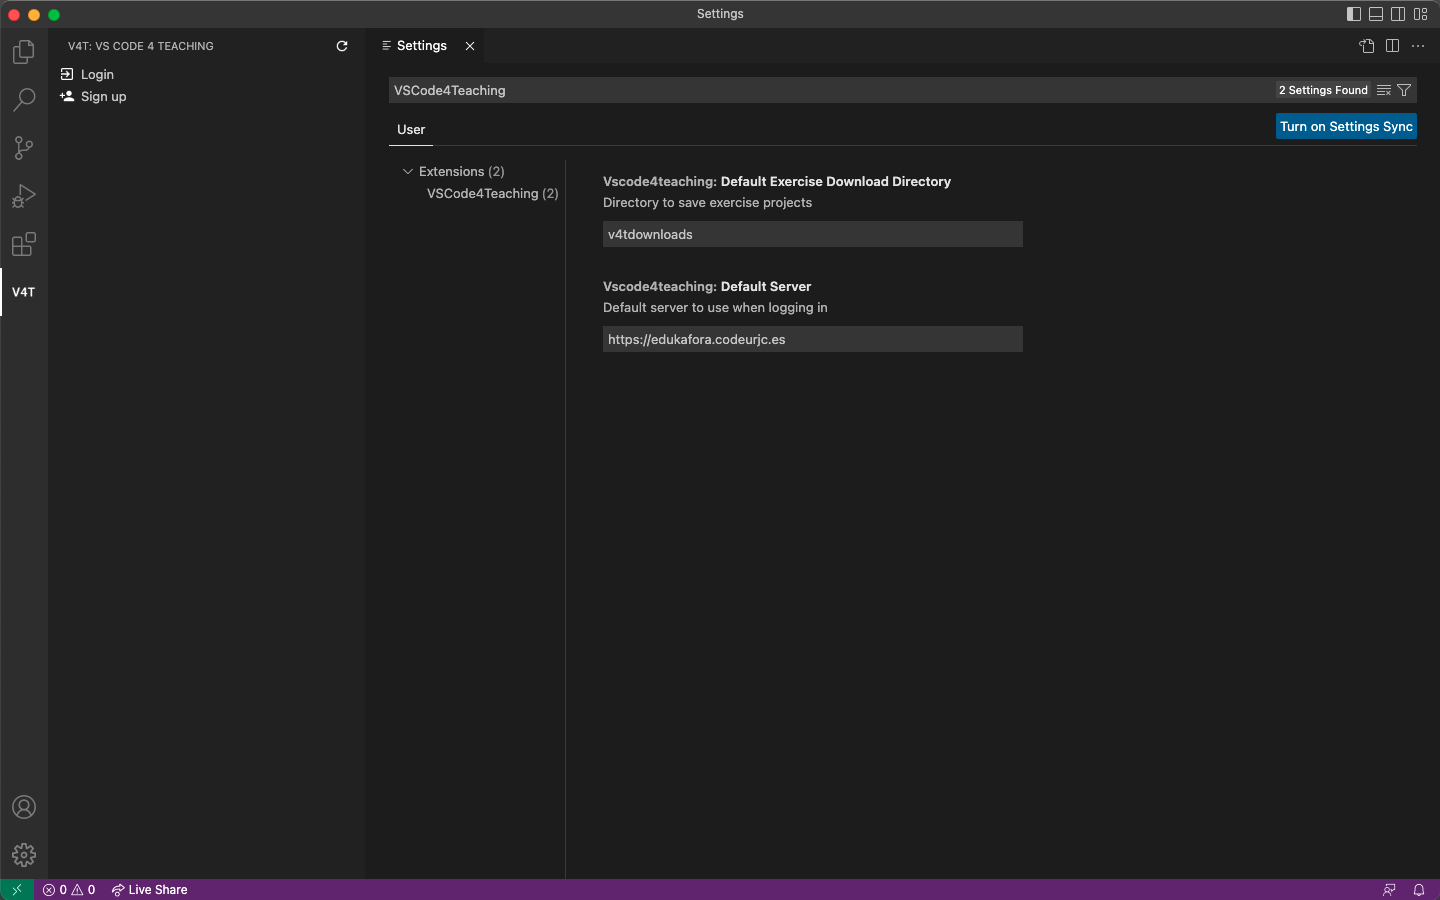 Settings
V4T: VS CODE 4 TEACHING
Login
Sign up
V4T
Settings
VSCode4Teaching
2 Settings Found
User
Turn on Settings Sync
Extensions (2)
VSCode4Teaching (2)
Vscode4teaching: Default Exercise Download Directory
Directory to save exercise projects
v4tdownloads
Vscode4teaching: Default Server
Default server to use when logging in
https://edukafora.codeurjc.es
0 0 Live Share